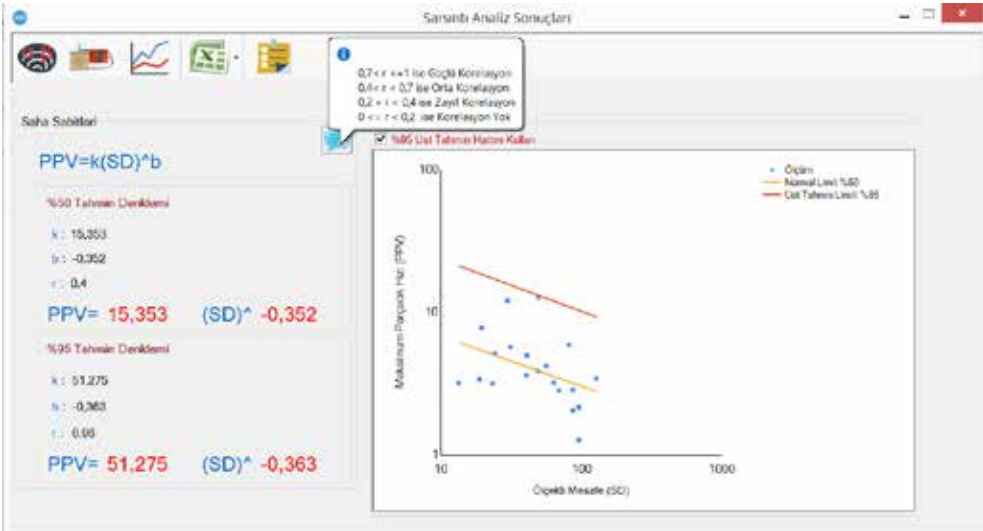 Sarsıntı Analiz Sonuçları
0,7< r <=1 ise Güçlü Korelasyon
0,4< r < 0,7 ise Orta Korelasyon
0,2 < r < 0,4 ise Zayıf Korelasyon
0 < r < 0,2 ise Korelasyon Yok
Saha Sabitleri
%95 Üst Tahmin Hattını Kullan
PPV=k(SD)^b
%50 Tahmin Denklemi
k : 15,353
b : -0,352
r : 0,4
PPV= 15,353 (SD)^ -0,352
%95 Tahmin Denklemi
k : 51,275
b : -0,363
r :
PPV= 51,275 (SD)^ -0,363
100
10
1
Maksimum Parçacık Hızı (PPV)
10 100 1000
Ölçekli Mesafe (SD)
Ölçüm
Normal Limit %50
Üst Tahmin Limiti %95